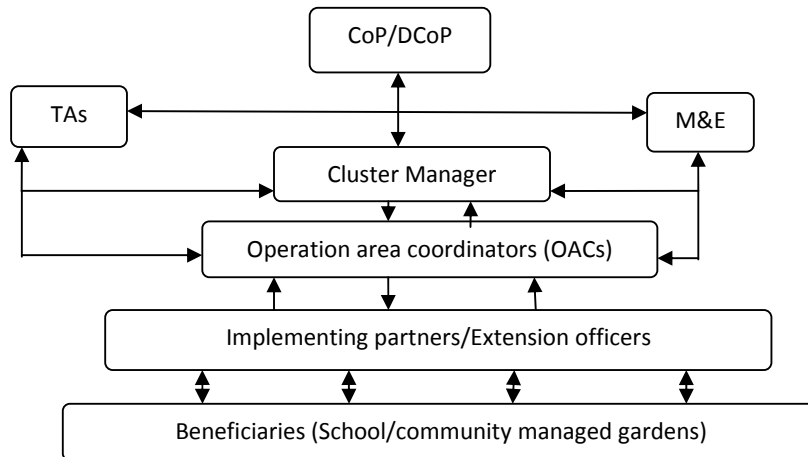 CoP/DCoP
TAs
M&E
Cluster Manager
Operation area coordinators (OACs)
Implementing partners/Extension officers
Beneficiaries (School/community managed gardens)